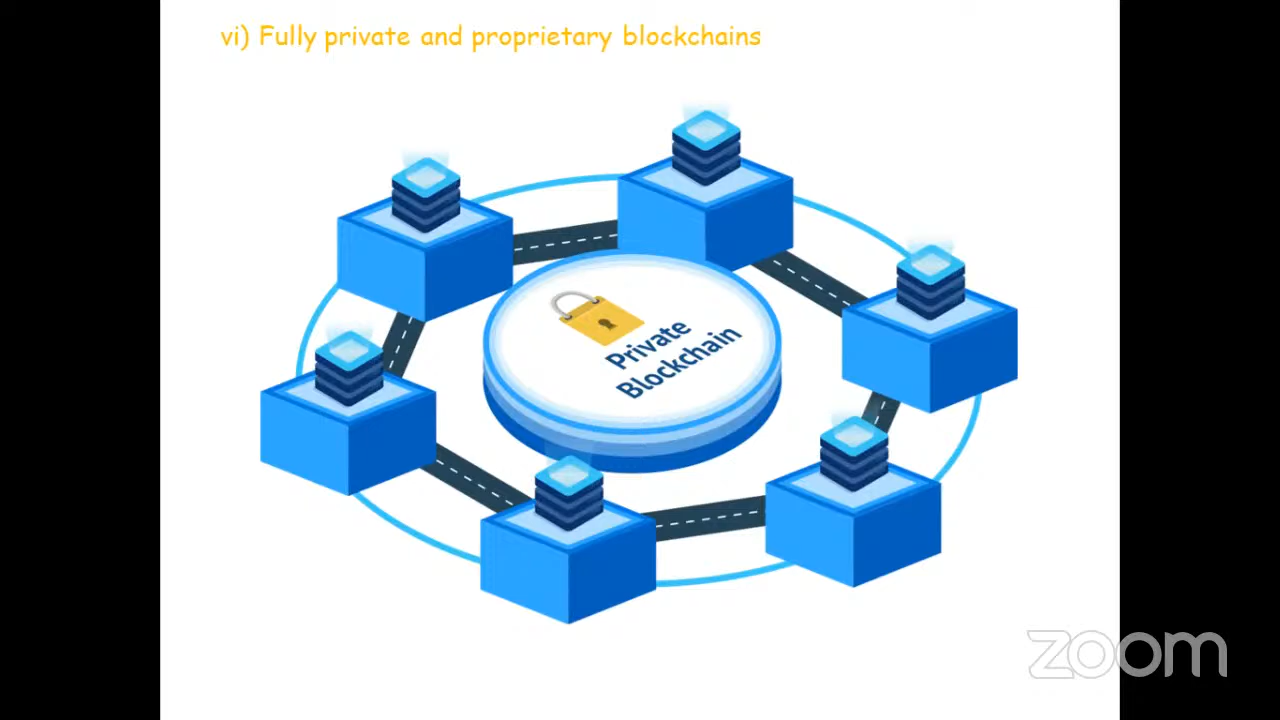 vi) Fully private and proprietary blockchains
Private
Blockchain
zoom